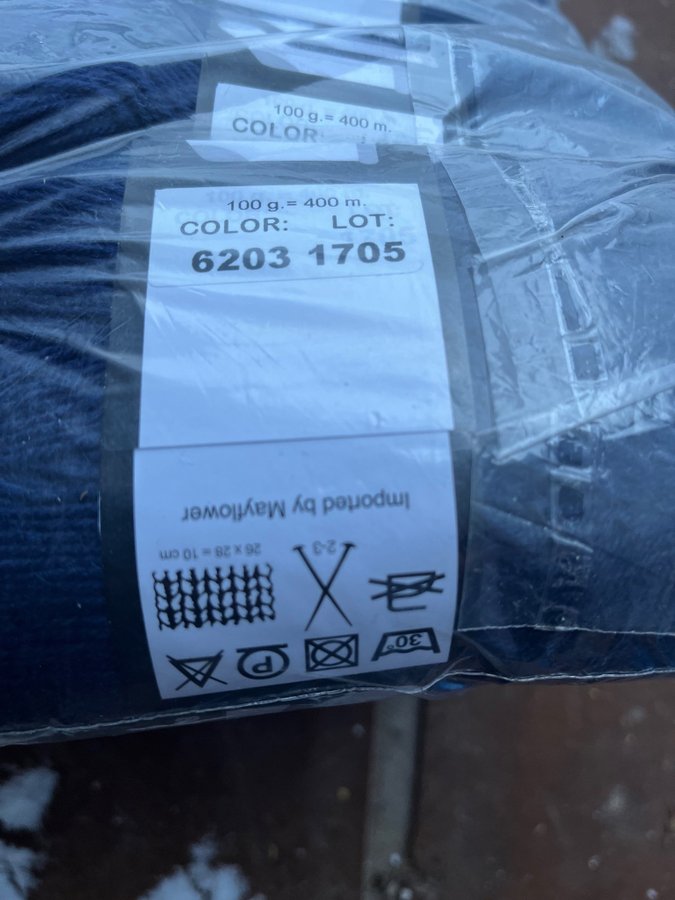 100 g.= 400 m.
COLOR:
100 g.= 400 m.
COLOR: LOT:
6203 1705
Imported by Mayflower
26 x 28 = 10 cm
2-3
30°
P